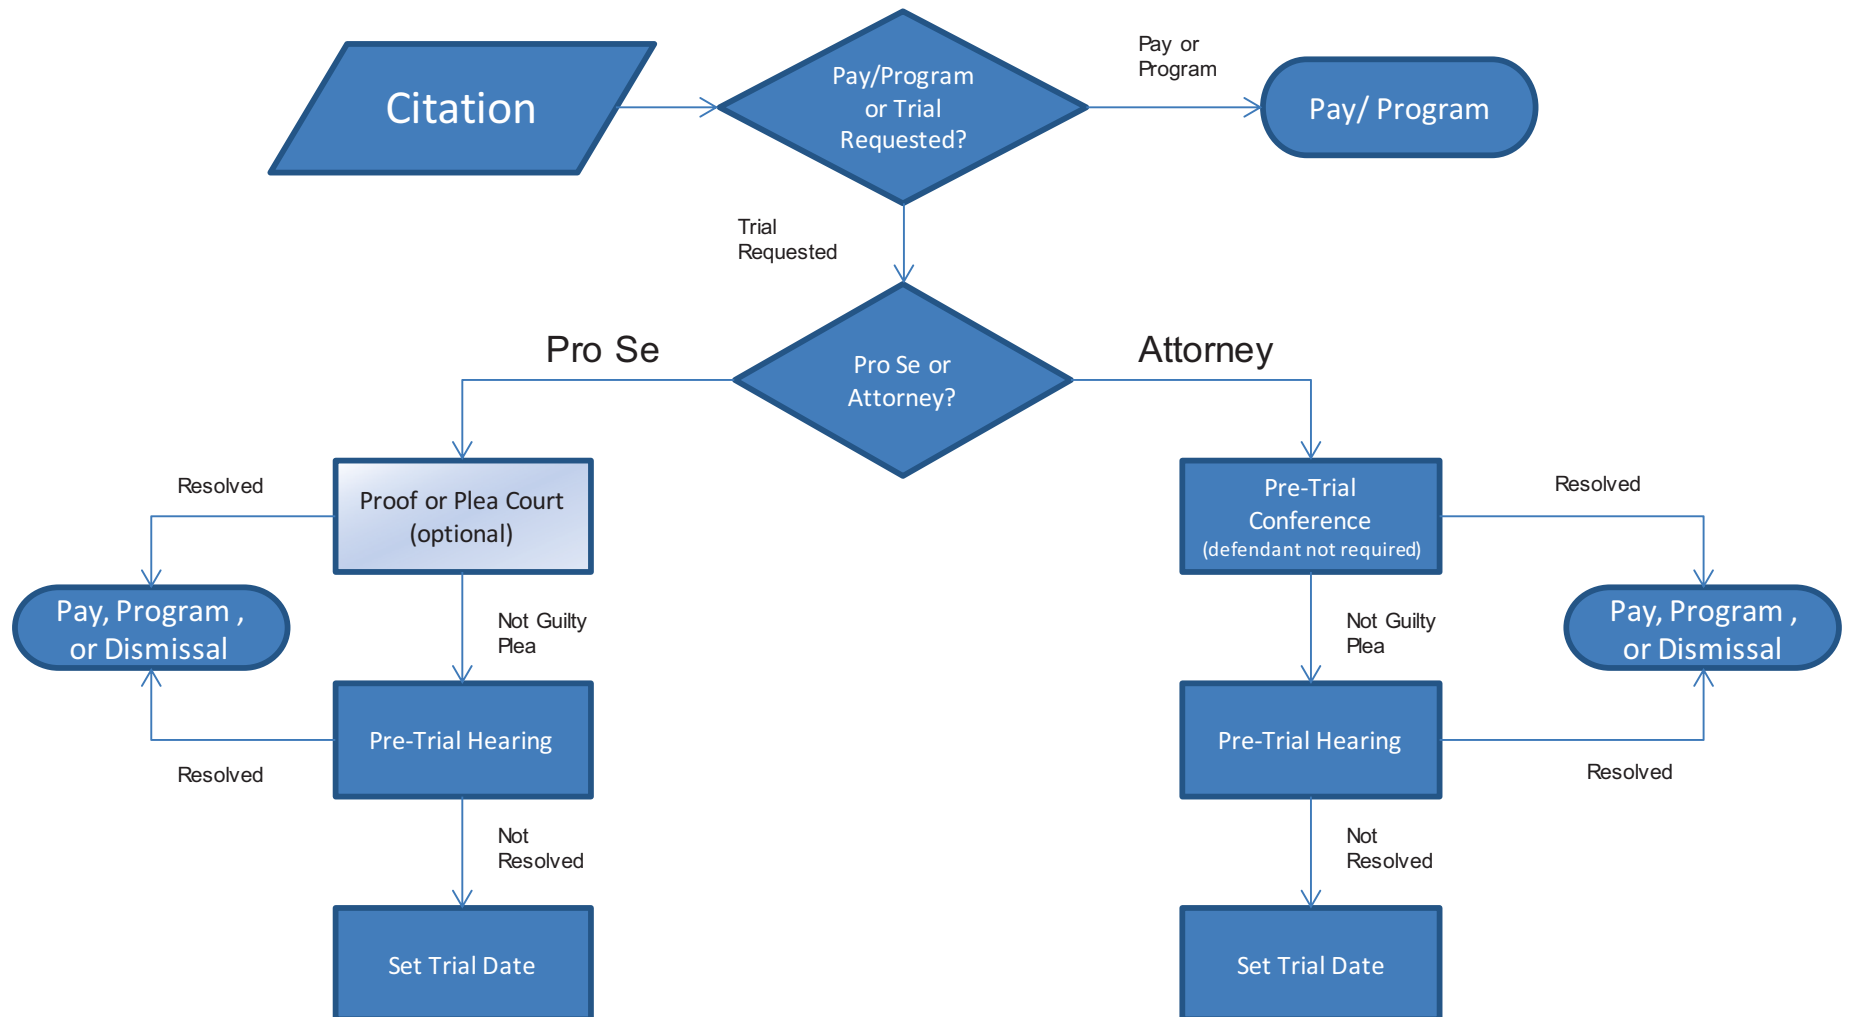 Citation
Pay/Program
or Trial
Requested?
Pay or
Program
Pay/ Program
Trial
Requested
Pro Se
Pro Se or
Attorney?
Attorney
Resolved
Proof or Plea Court
(optional)
Pre-Trial
Conference
(defendant not required)
Resolved
Pay, Program ,
or Dismissal
Not Guilty
Plea
Not Guilty
Plea
Pay, Program ,
or Dismissal
Resolved
Pre-Trial Hearing
Pre-Trial Hearing
Resolved
Not
Resolved
Not
Resolved
Set Trial Date
Set Trial Date